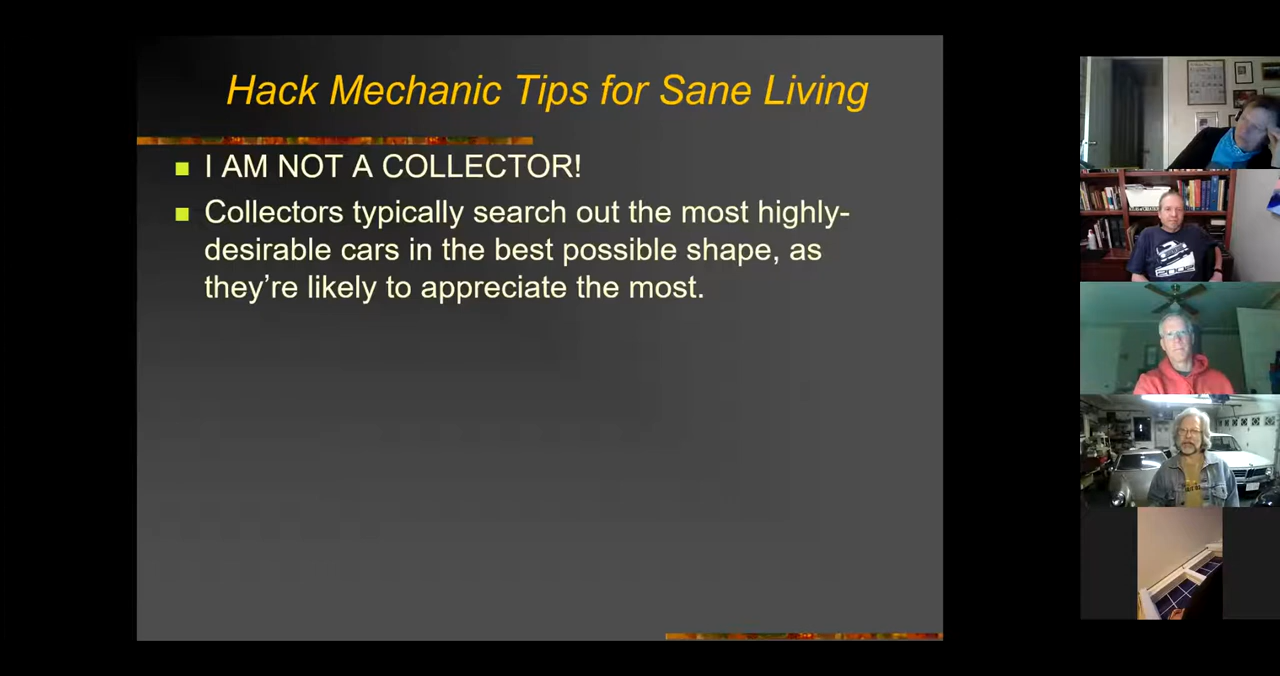 Hack Mechanic Tips for Sane Living
I AM NOT A COLLECTOR!
Collectors typically search out the most highly-
desirable cars in the best possible shape, as
they're likely to appreciate the most.
2002